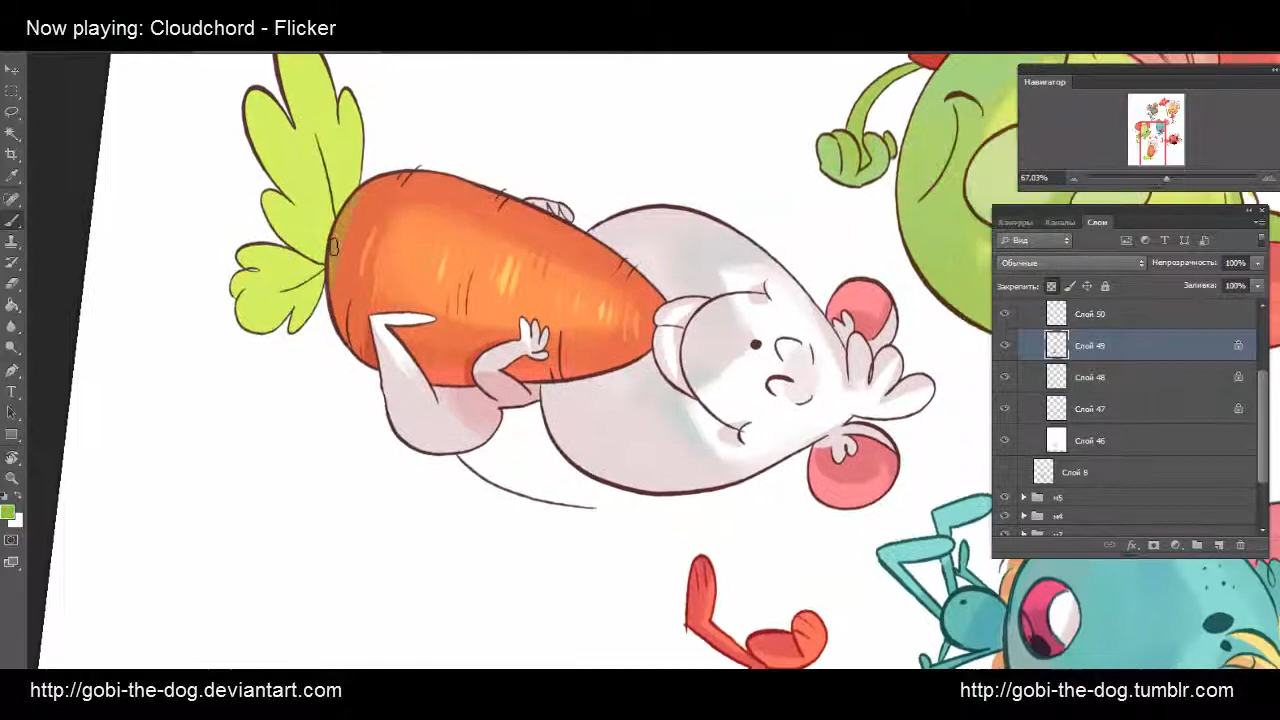 Now playing: Cloudchord - Flicker
Навигатор
67,03%
Контуры Каналы Слои
Вид
Обычные Непрозрачность: 100%
Закрепить: Заливка: 100%
Слой 50
Слой 49
Слой 48
Слой 47
Слой 46
Слой 8
м5
м4
http://gobi-the-dog.deviantart.com
http://gobi-the-dog.tumblr.com